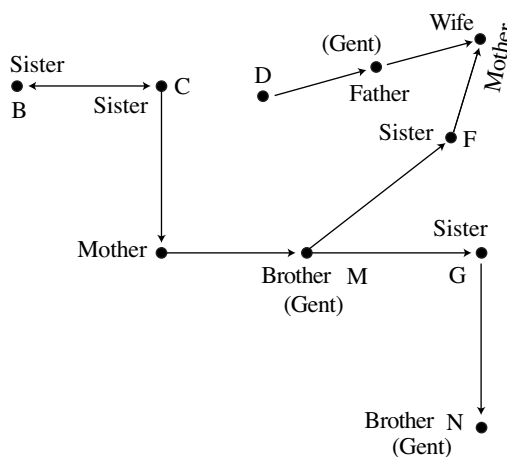 Wife
(Gent)
Mother
Sister
D
Father
B
Sister
C
Sister
F
Mother
Sister
Brother M
G
(Gent)
Brother N
(Gent)